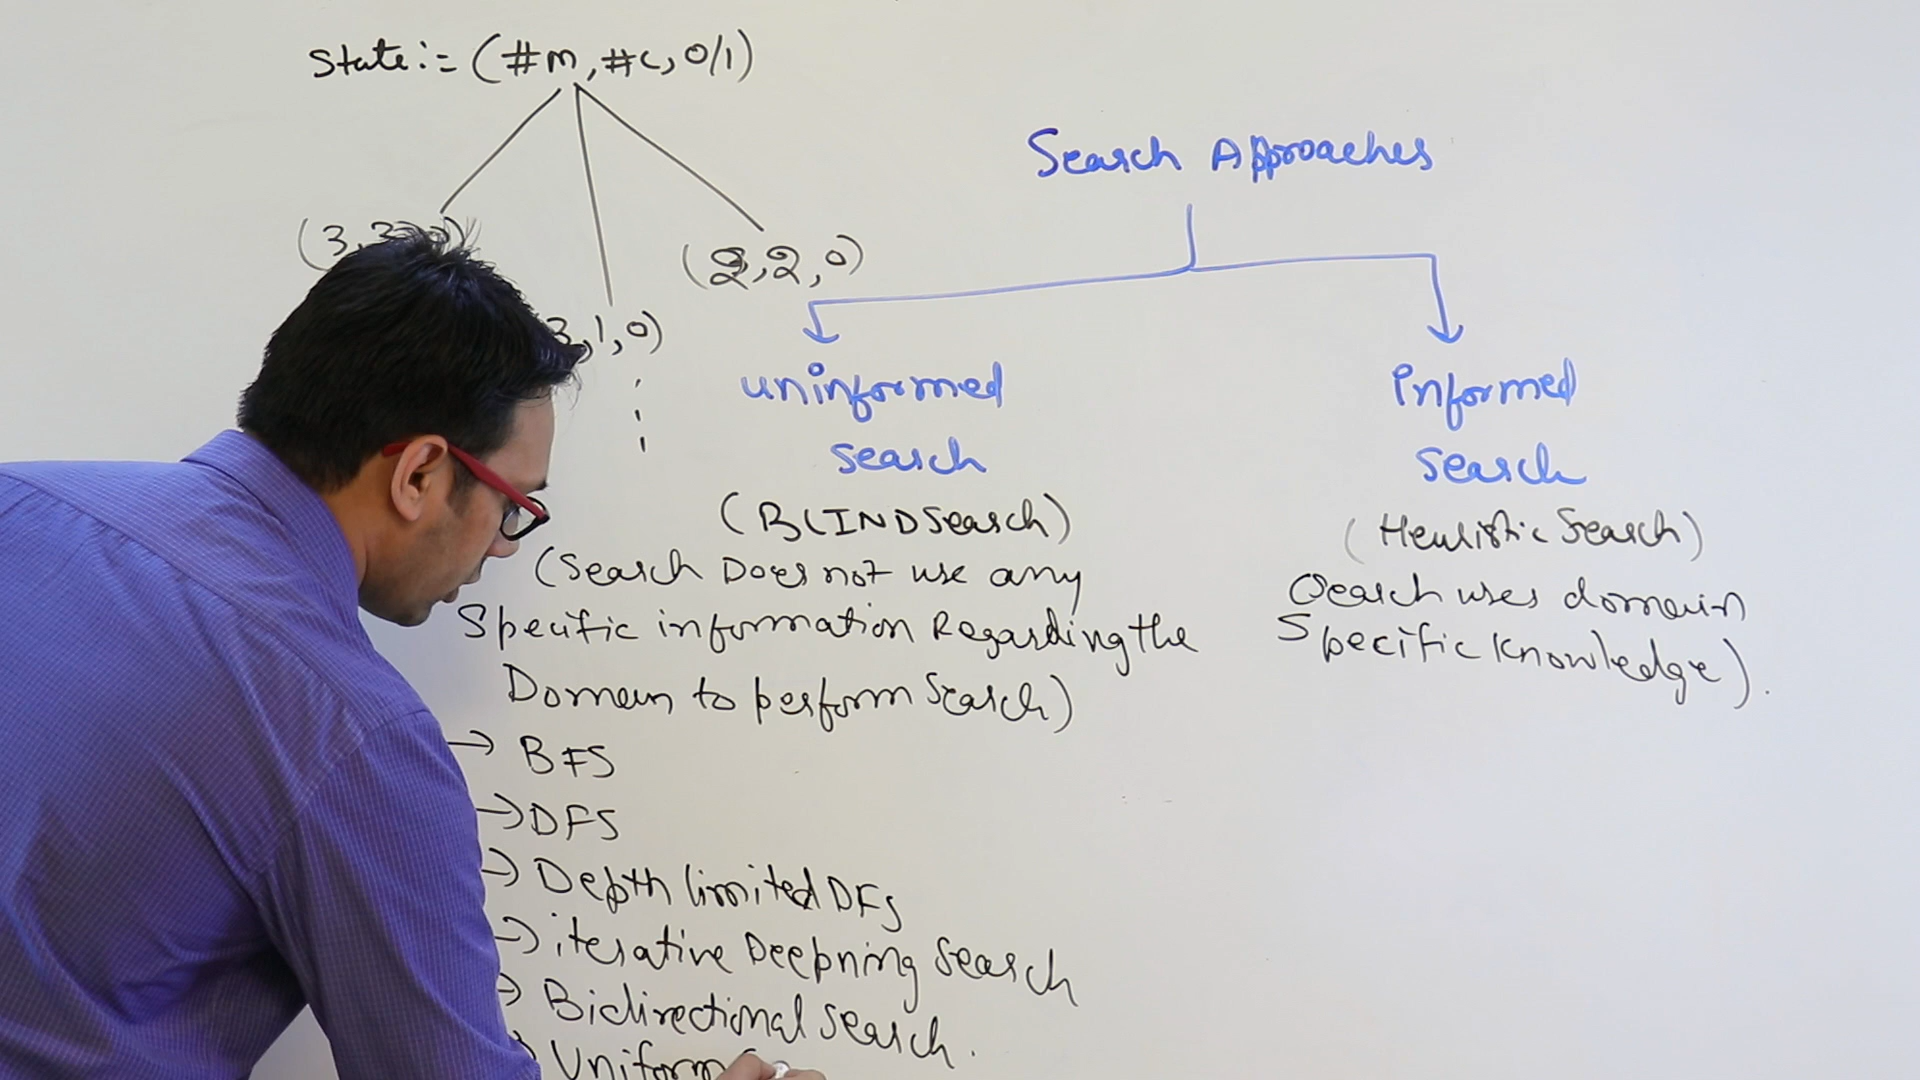 State:= (#m, #c, 0/1)
(3,3
(2,2,0)
3,1,0)
Search Approaches
uninformed
search
(BLIND Search)
(Search Does not use any
Specific information Regarding the
Domain to perform Search)
→ BFS
→ DFS
→ Depth limited DFS
→ iterative Deepning Search
→ Bidirectional Search.
Uniform
Informed
Search
(Heuristic Search)
(Search uses domain
Specific Knowledge).